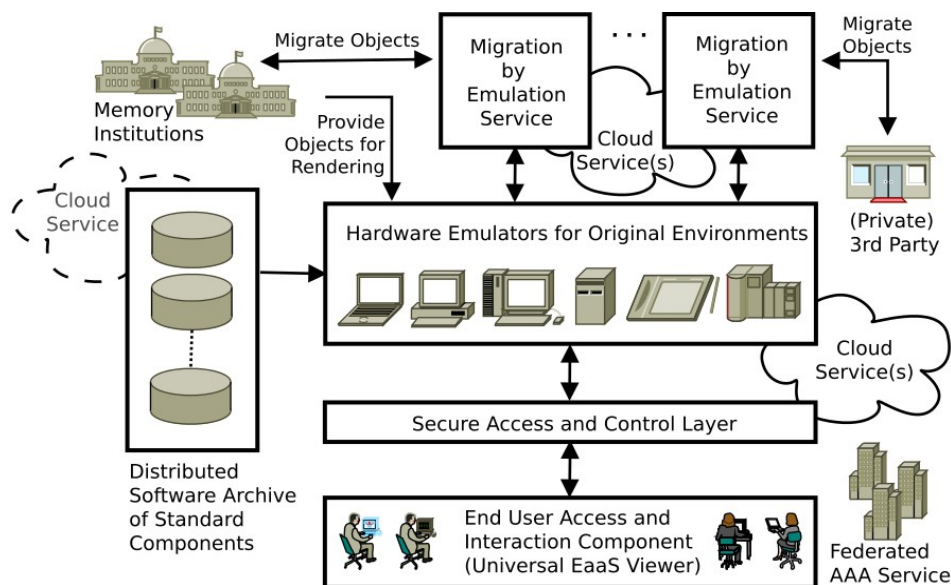 Migrate Objects
Migration
by
Emulation
Service
. . .
Migration
by
Emulation
Service
Migrate
Objects
Memory
Institutions
Provide
Objects for
Rendering
Cloud
Service(s)
Cloud
Service
(Private)
3rd Party
Hardware Emulators for Original Environments
Cloud
Service(s)
Secure Access and Control Layer
Distributed
Software Archive
of Standard
Components
End User Access and
Interaction Component
(Universal EaaS Viewer)
Federated
AAA Service